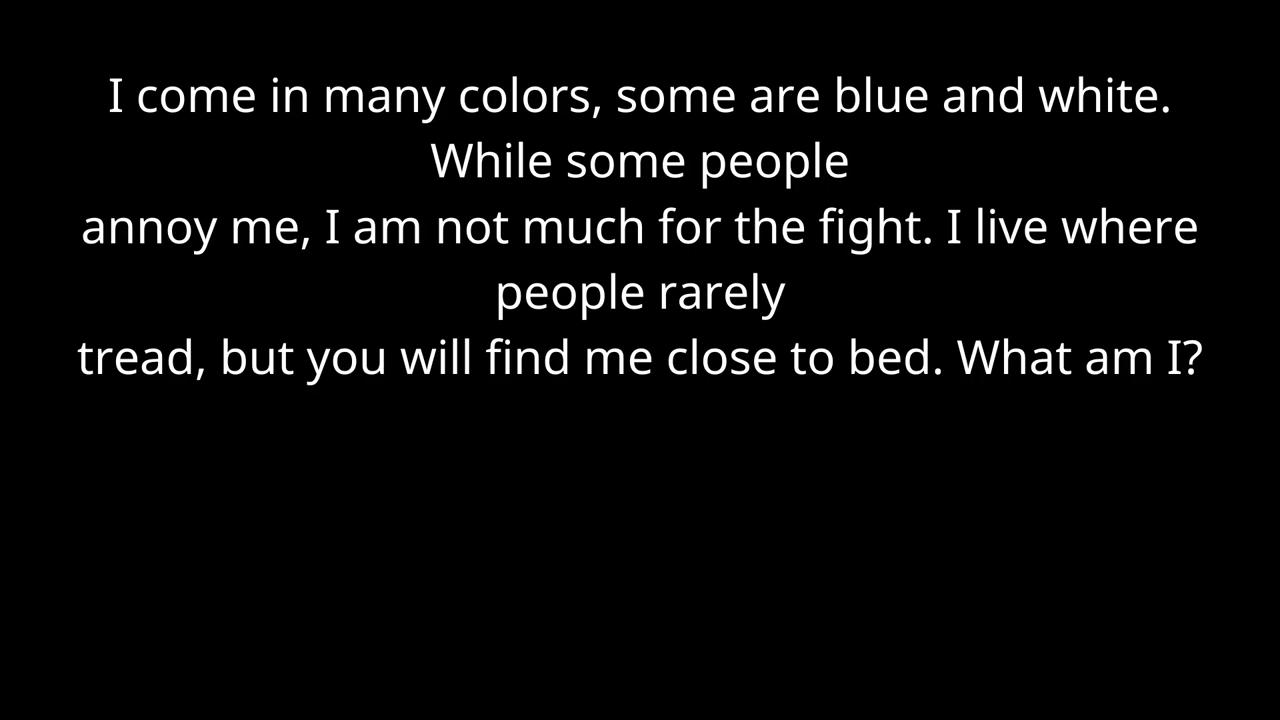 I come in many colors, some are blue and white.
While some people
annoy me, I am not much for the fight. I live where
people rarely
tread, but you will find me close to bed. What am I?